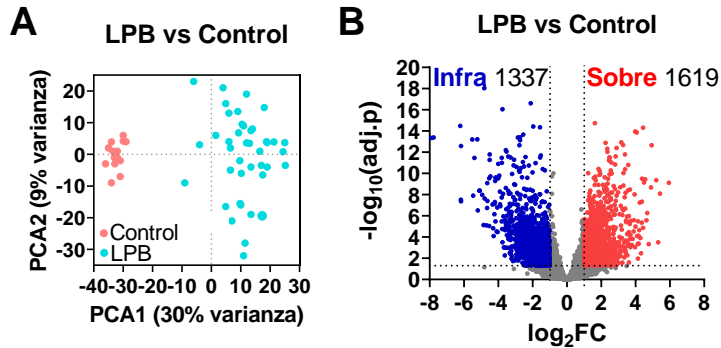 A
LPB vs Control
PCA2 (9% varianza)
20
10
0
-10
-20
-30
Control
LPB
-40 -30 -20 -10 0 10 20 30
PCA1 (30% varianza)
B
LPB vs Control
Infra 1337
Sobre 1619
-log10(adj.p)
20
18
16
14
12
10
8
6
4
2
0
-8 -6 -4 -2 0 2 4 6 8
log2FC